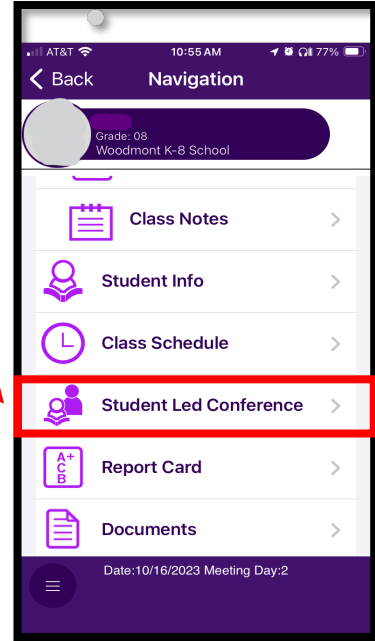 AT&T 10:55 AM 77%
Back Navigation
Grade: 08
Woodmont K-8 School
Class Notes
Student Info
L
Class Schedule
Student Led Conference
A+
C
B
Report Card
Documents
Date:10/16/2023 Meeting Day:2